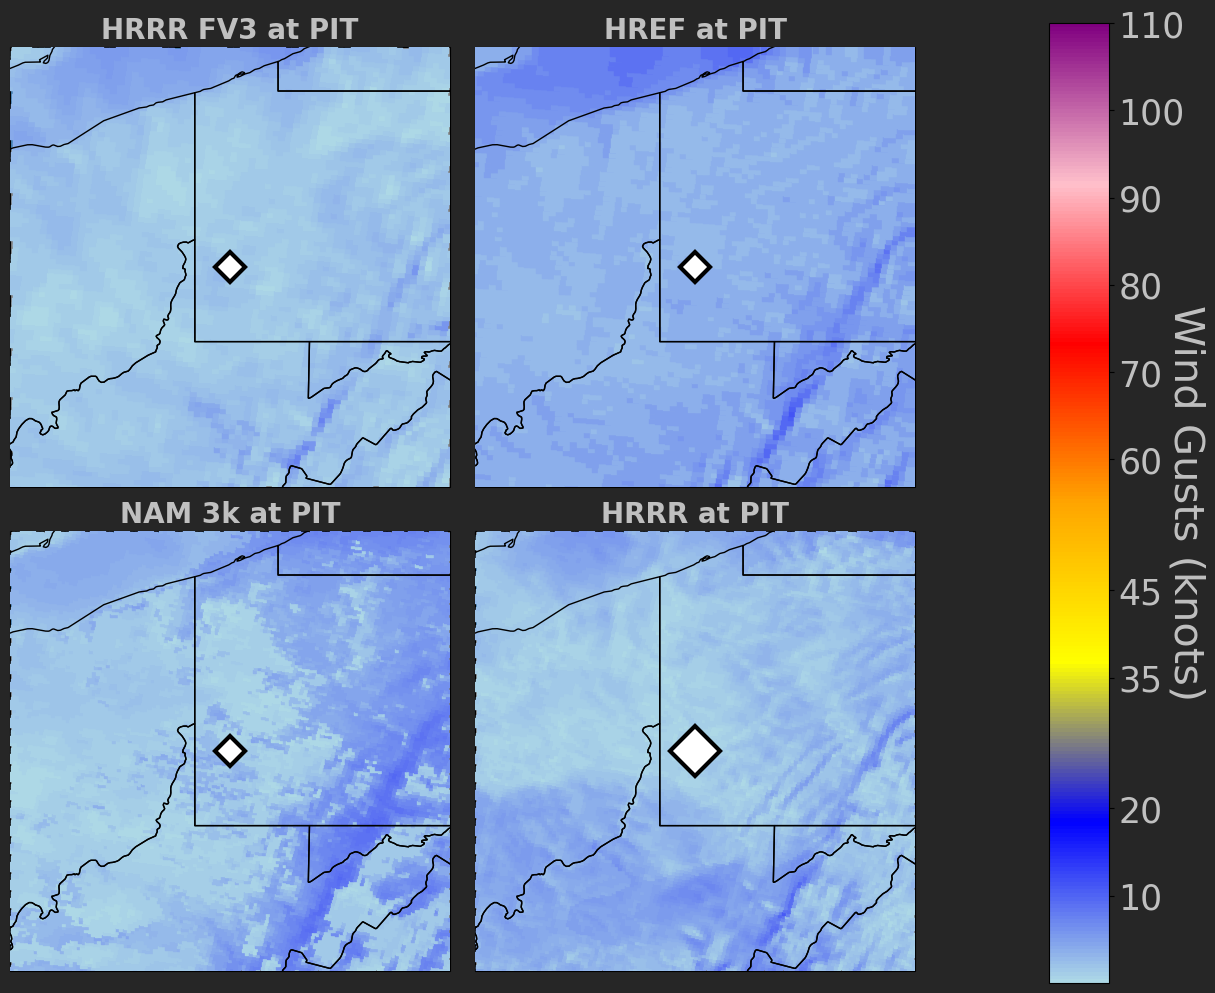 HRRR FV3 at PIT
HREF at PIT
NAM 3k at PIT
HRRR at PIT
110
100
90
80
70
60
45
35
20
10
Wind Gusts (knots)